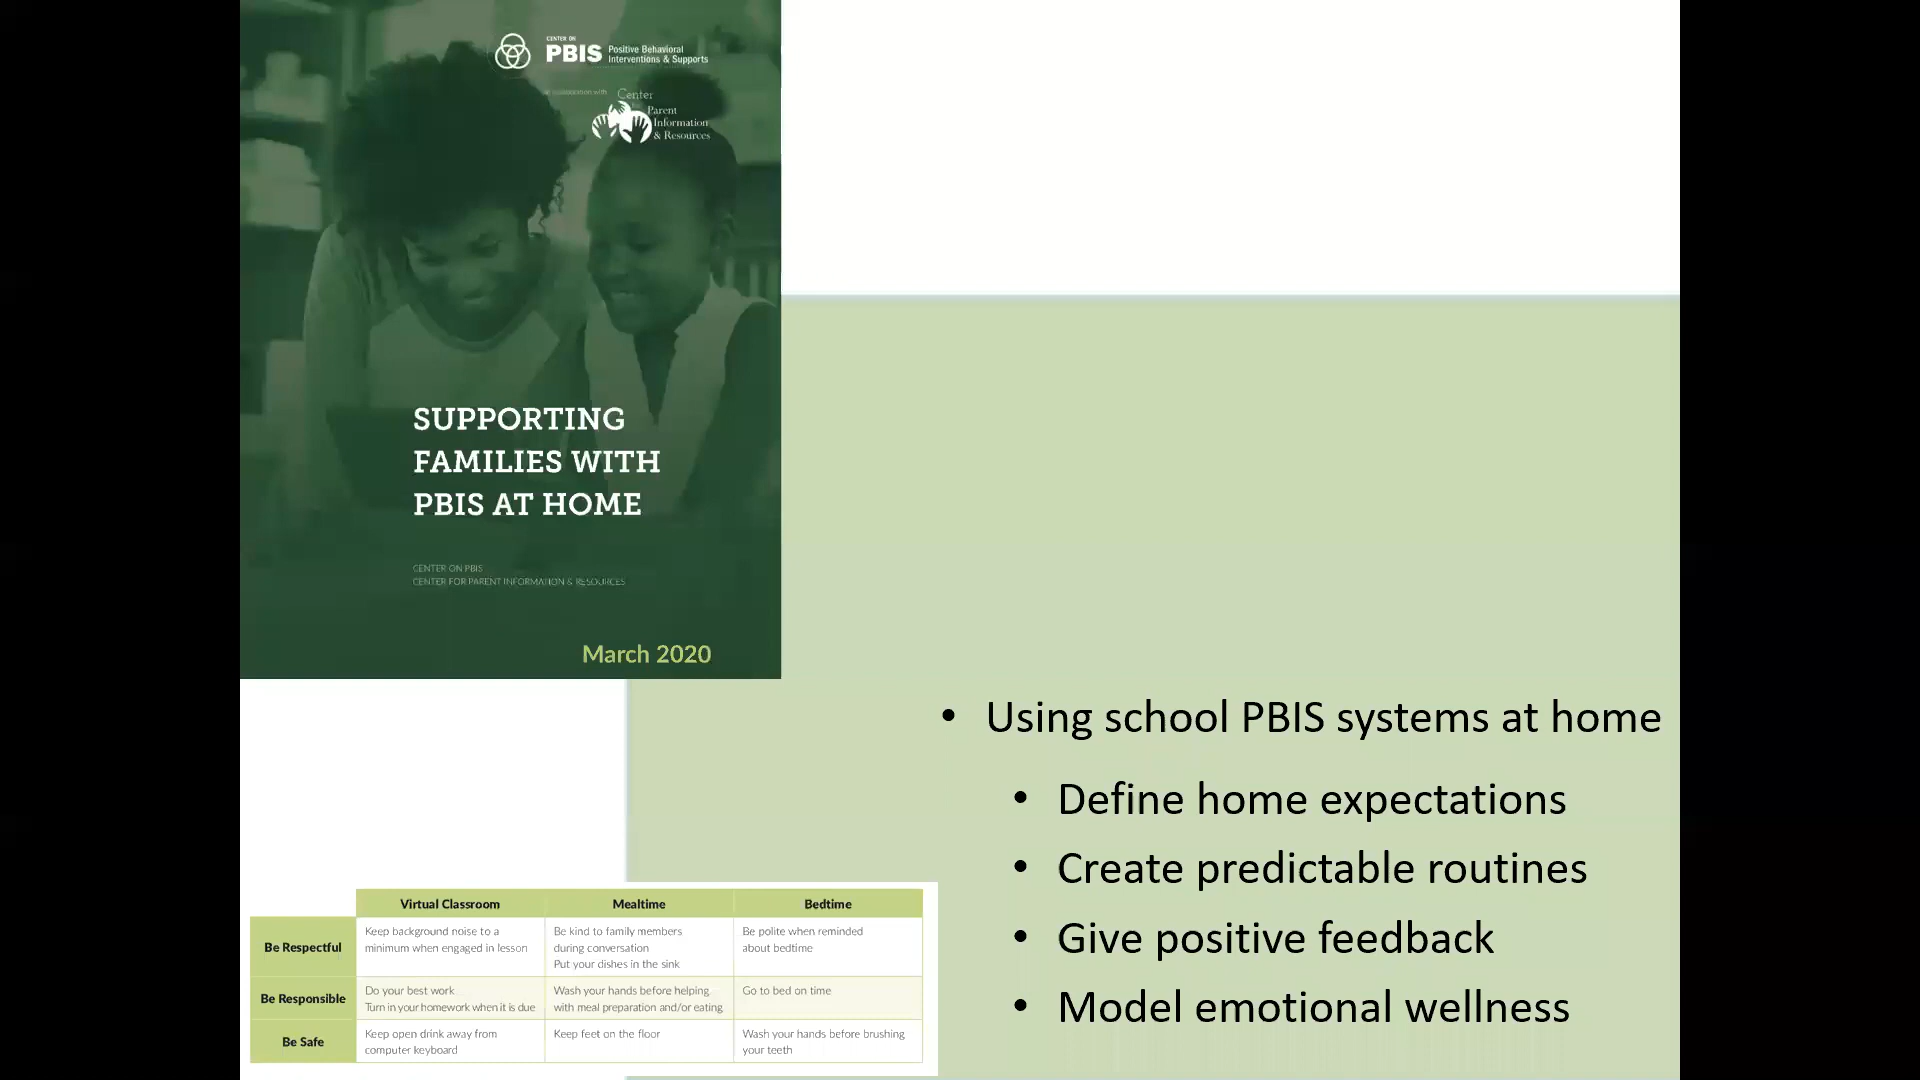 CENTER ON
PBIS Positive Behavioral
Interventions & Supports
Center
Parent
Information
& Resources
SUPPORTING
FAMILIES WITH
PBIS AT HOME
CENTER ON PBIS
CENTER FOR PARENT INFORMATION & RESOURCES
March 2020
• Using school PBIS systems at home
• Define home expectations
• Create predictable routines
• Give positive feedback
• Model emotional wellness
Virtual Classroom Mealtime Bedtime
Be Respectful
Keep background noise to a
minimum when engaged in lesson
Be kind to family members
during conversation
Put your dishes in the sink
Be polite when reminded
about bedtime
Be Responsible
Do your best work
Turn in your homework when it is due
Wash your hands before helping
with meal preparation and/or eating
Go to bed on time
Be Safe
Keep open drink away from
computer keyboard
Keep feet on the floor
Wash your hands before brushing
your teeth